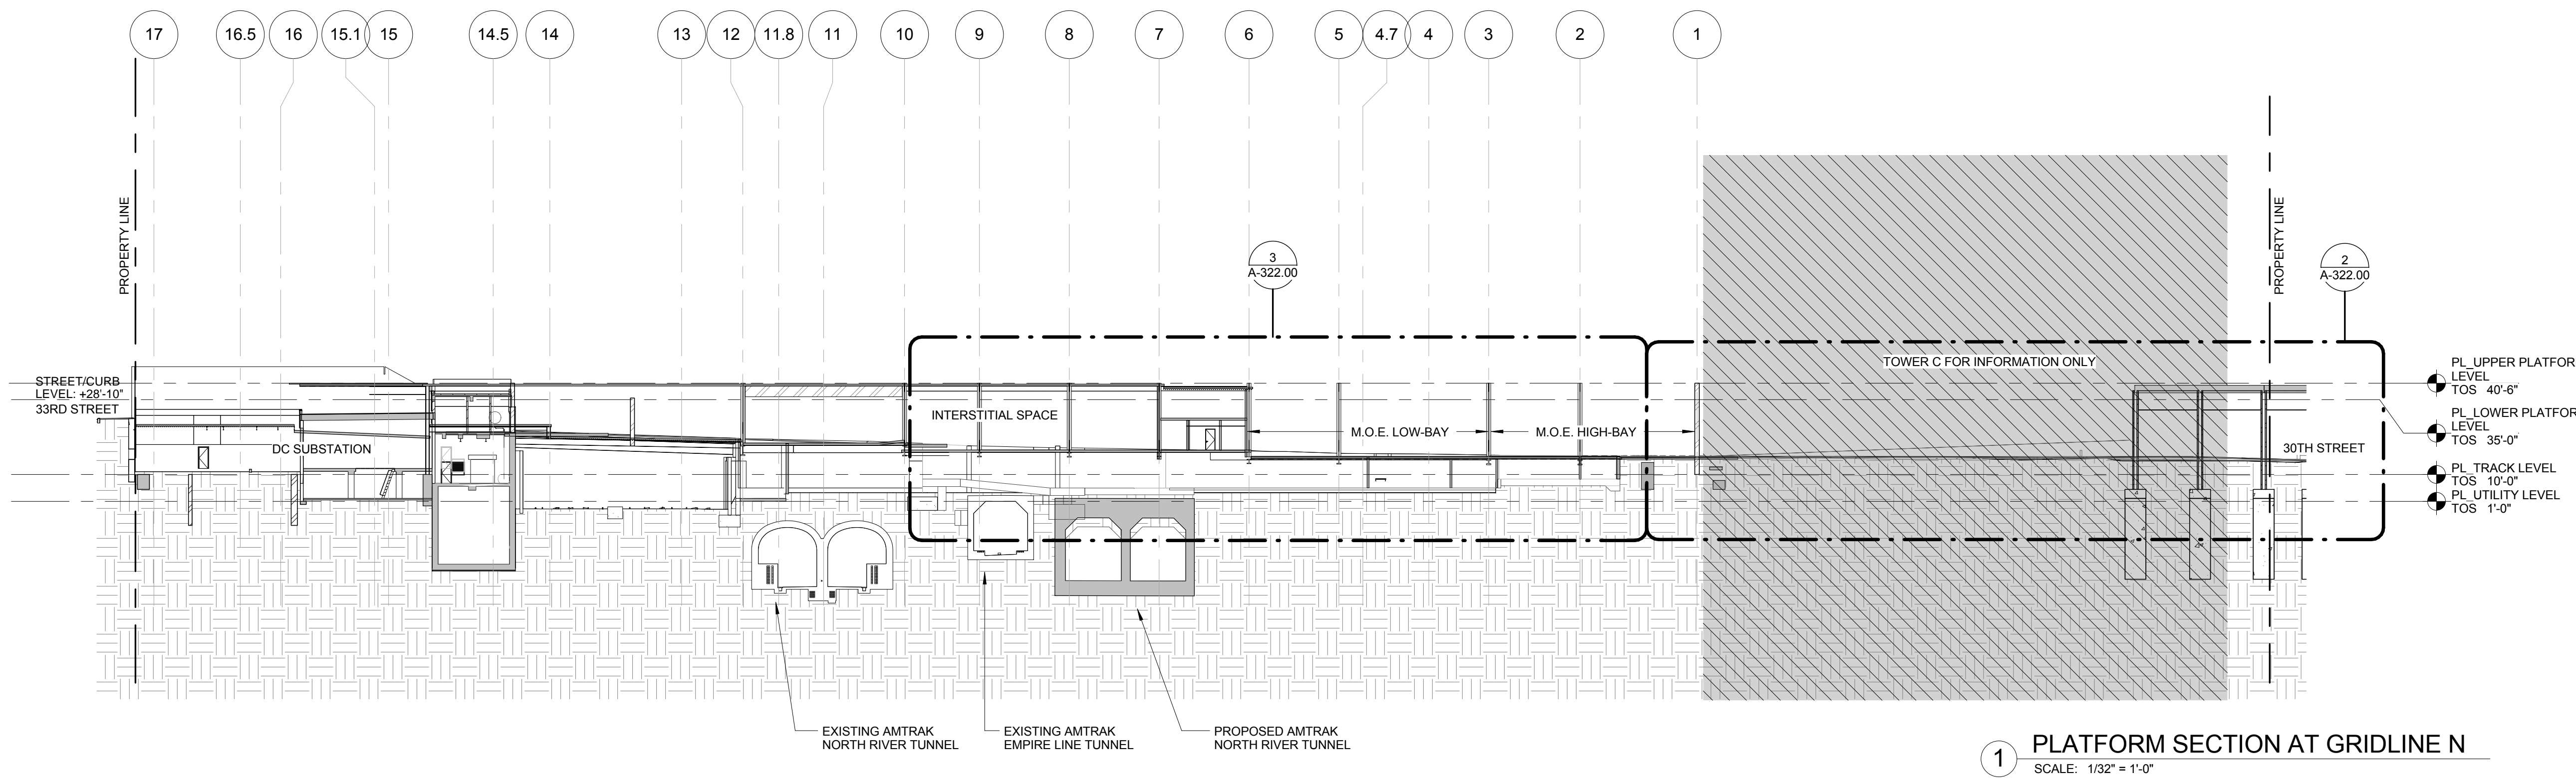 17
16.5
16
15.1
15
14.5
14
13
12
11.8
11
10
9
8
7
6
5
4.7
4
3
2
1
PROPERTY LINE
PROPERTY LINE
3
A-322.00
2
A-322.00
TOWER C FOR INFORMATION ONLY
STREET/CURB
LEVEL: +28'-10"
33RD STREET
DC SUBSTATION
INTERSTITIAL SPACE
M.O.E. LOW-BAY
M.O.E. HIGH-BAY
30TH STREET
PL_UPPER PLATFOR
LEVEL
TOS 40'-6"
PL_LOWER PLATFOR
LEVEL
TOS 35'-0"
PL_TRACK LEVEL
TOS 10'-0"
PL_UTILITY LEVEL
TOS 1'-0"
EXISTING AMTRAK
NORTH RIVER TUNNEL
EXISTING AMTRAK
EMPIRE LINE TUNNEL
PROPOSED AMTRAK
NORTH RIVER TUNNEL
1
PLATFORM SECTION AT GRIDLINE N
SCALE: 1/32" = 1'-0"